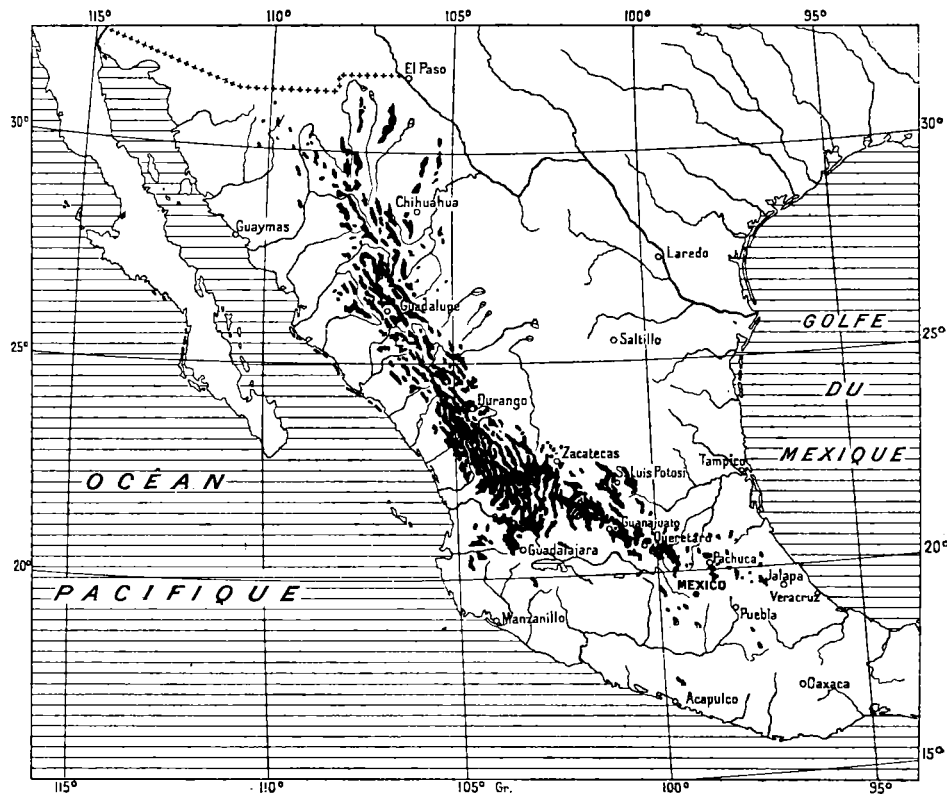 115° 110° 105° 100° 95°
El Paso
30° 30°
Chihuahua
Guaymas
Laredo
Guadalupe
GOLFE
Saltillo
25° 25°
DU
Durango
MEXIQUE
Zacatecas
Tampico
S. Luis Potosi
OCÉAN
Guanajuato
Queretaro
Guadalajara
Pachuca
20° 20°
Jalapa
PACIFIQUE
MEXICO
Veracruz
Puebla
Manzanillo
Oaxaca
Acapulco
15°
115° 110° 105° Gr. 100° 95°